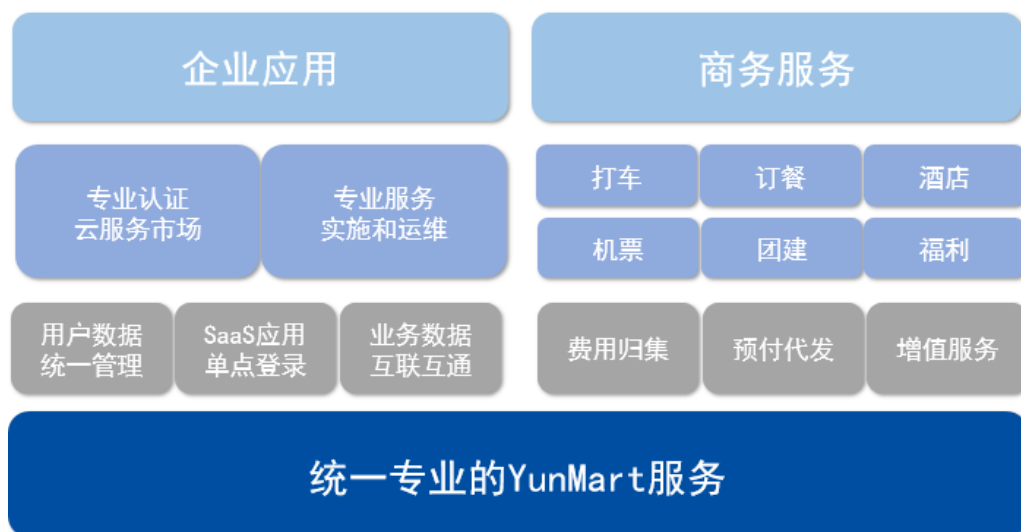 企业应用
商务服务
专业认证
云服务市场
专业服务
实施和运维
打车
订餐
酒店
机票
团建
福利
用户数据
统一管理
SaaS应用
单点登录
业务数据
互联互通
费用归集
预付代发
增值服务
统一专业的YunMart服务